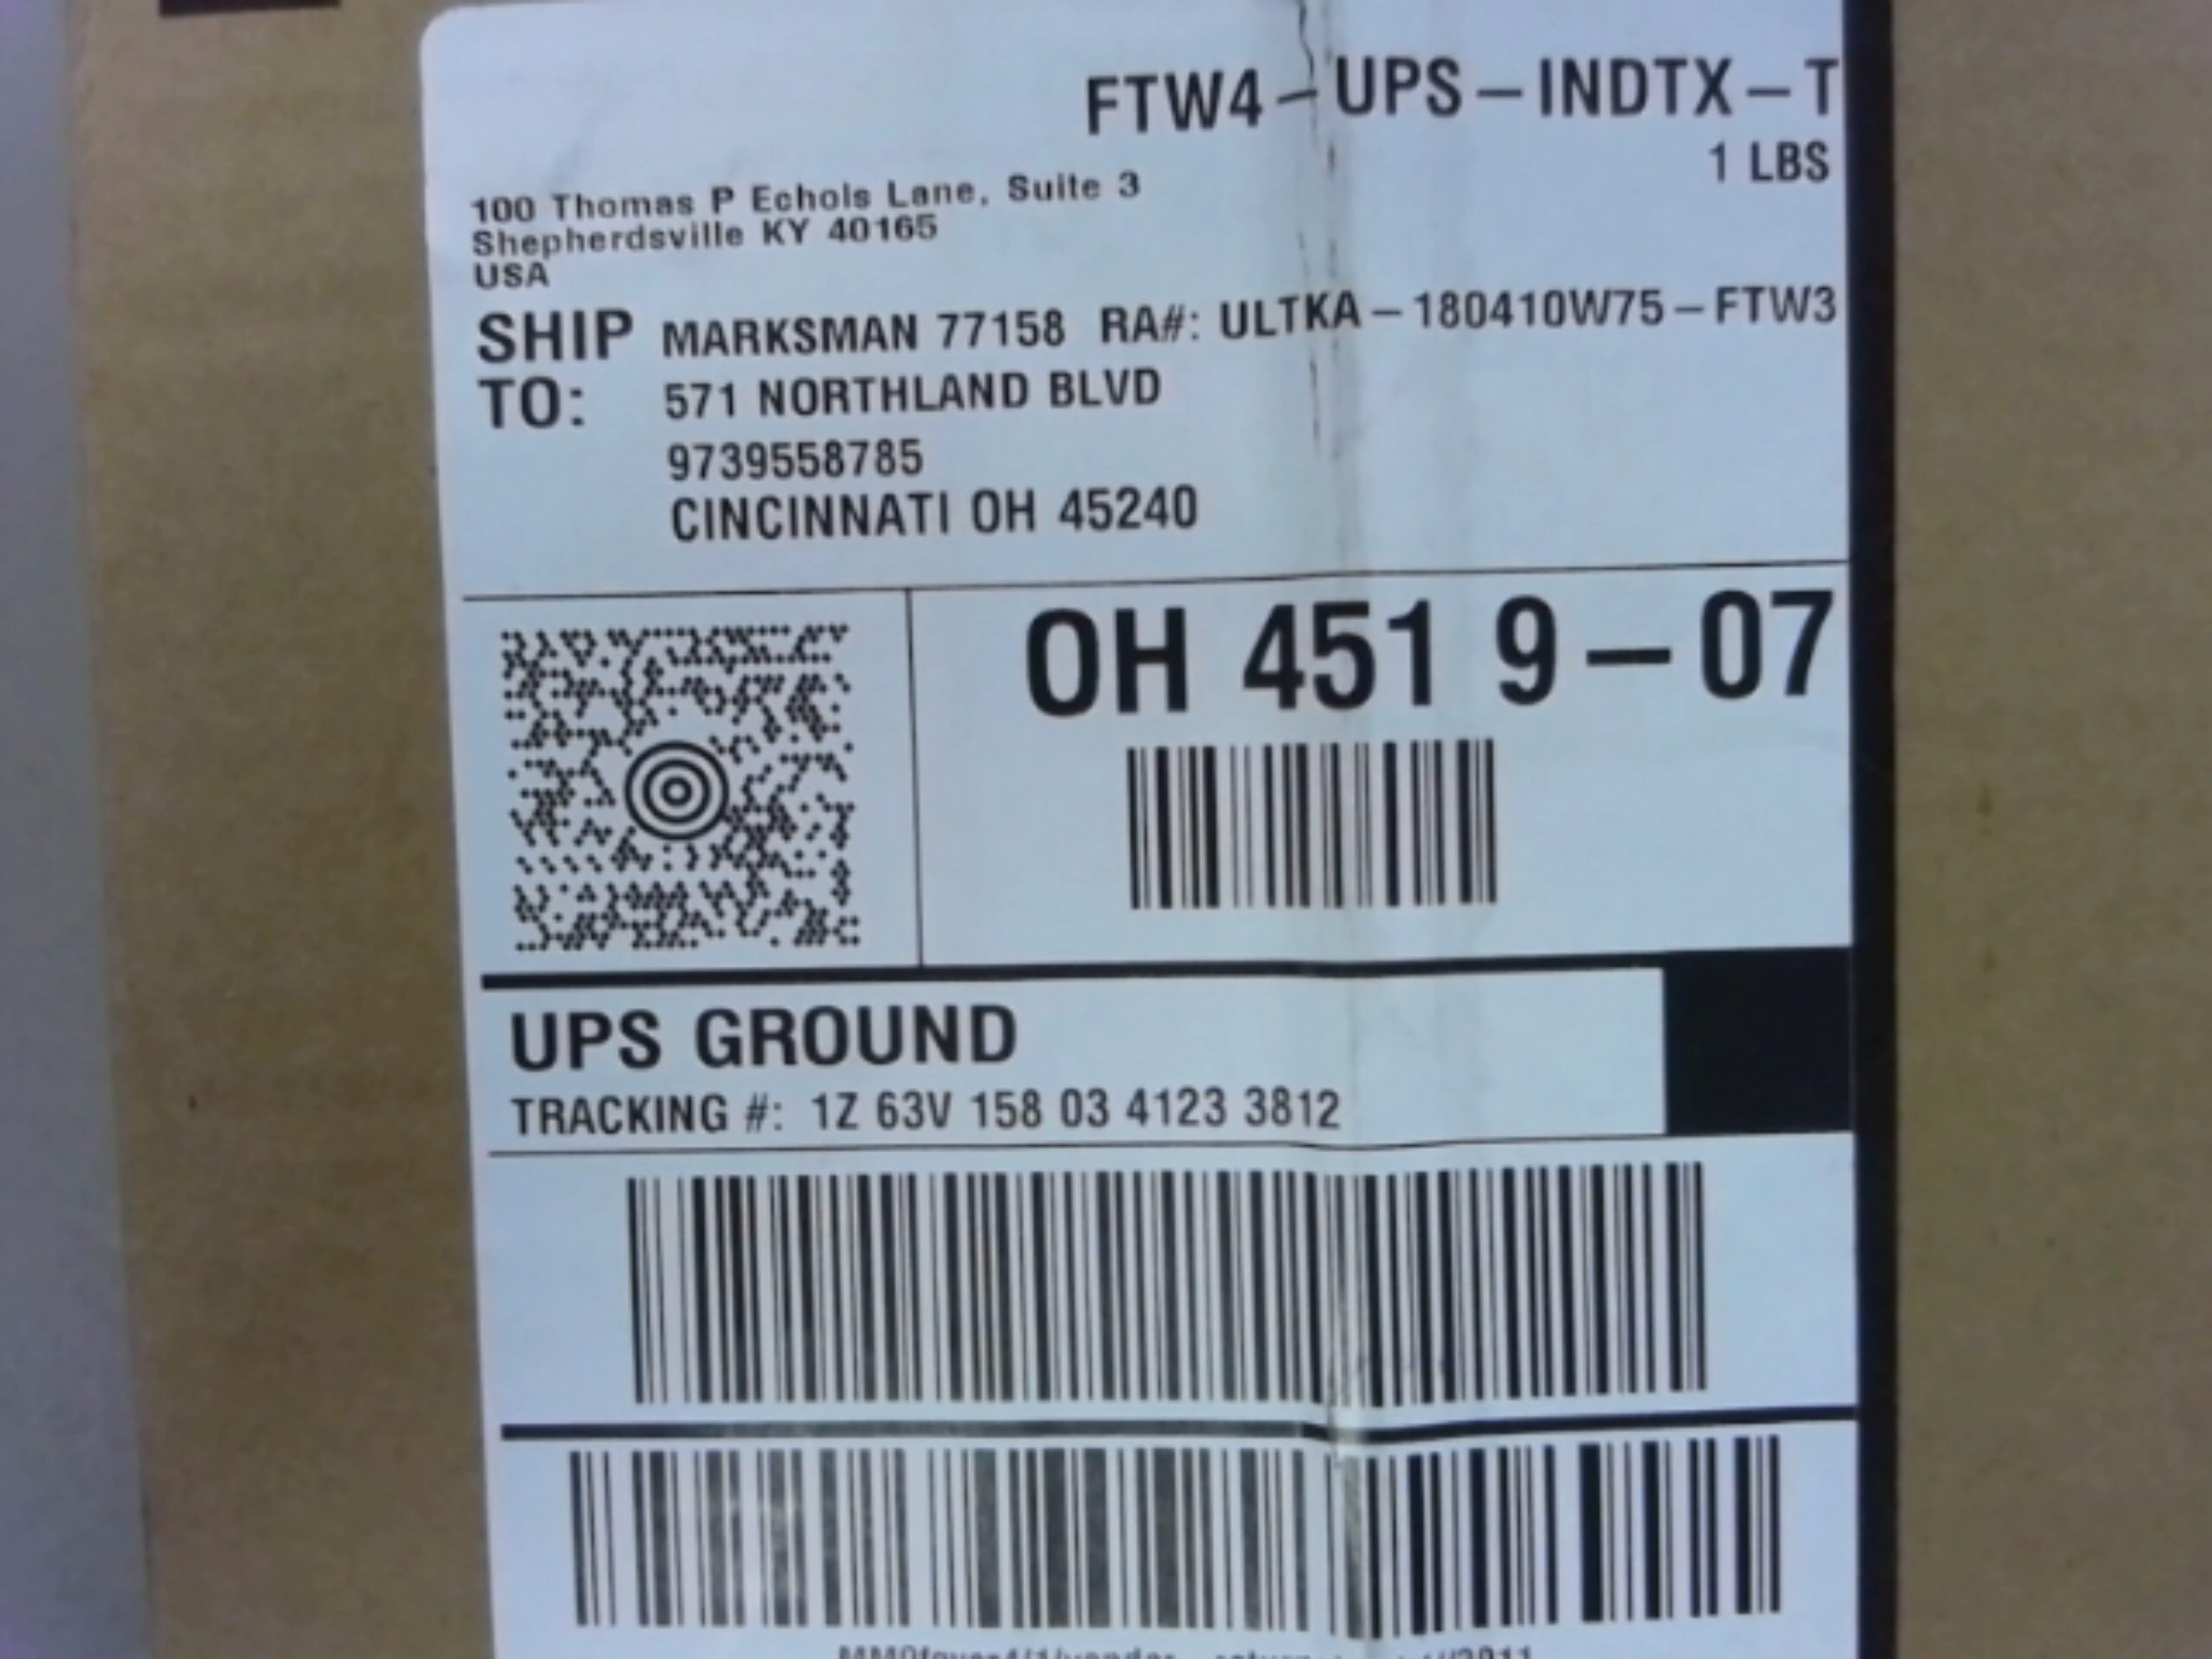 FTW4-UPS-INDTX-T
1 LBS
100 Thomas P Echols Lane, Suite 3
Shepherdsville KY 40165
USA
SHIP TO: MARKSMAN 77158 RA#: ULTKA-180410W75-FTW3
571 NORTHLAND BLVD
9739558785
CINCINNATI OH 45240
OH 451 9-07
UPS GROUND
TRACKING #: 1Z 63V 158 03 4123 3812